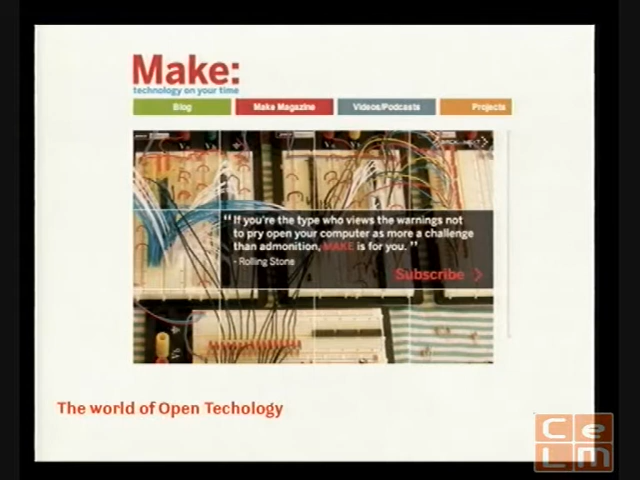 Make:
technology on your time
Blog
Make Magazine
Videos/Podcasts
Projects
“If you're the type who views the warnings not
to pry open your computer as more a challenge
than admonition, MAKE is for you.”
- Rolling Stone
Subscribe
The world of Open Techology
CeLm